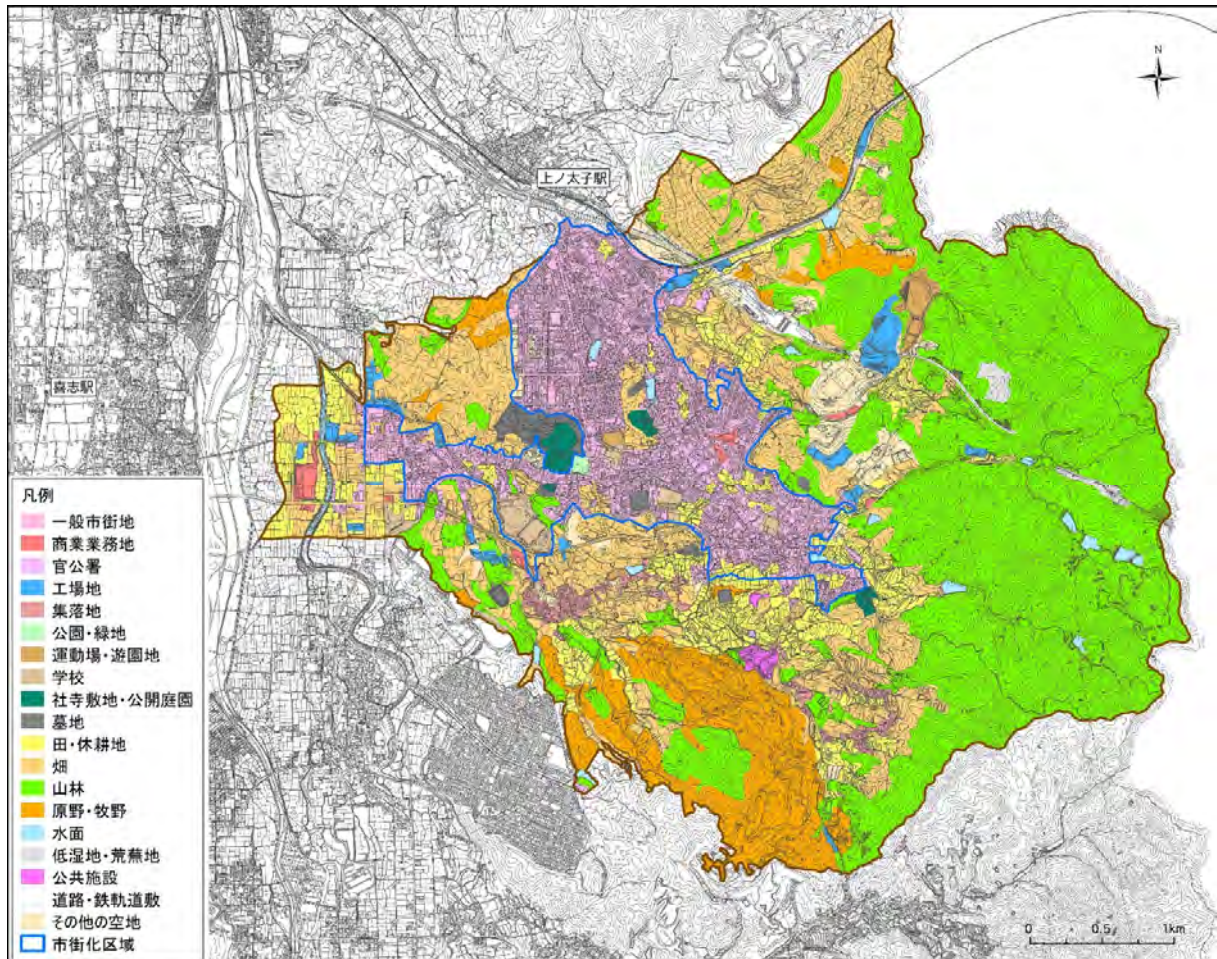 N
上ノ太子駅
喜志駅
凡例
一般市街地
商業業務地
官公署
工場地
集落地
公園・緑地
運動場・遊園地
学校
社寺敷地・公開庭園
墓地
田・休耕地
畑
山林
原野・牧野
水面
低湿地・荒蕪地
公共施設
道路・鉄軌道敷
その他の空地
市街化区域
0 0.5 1km